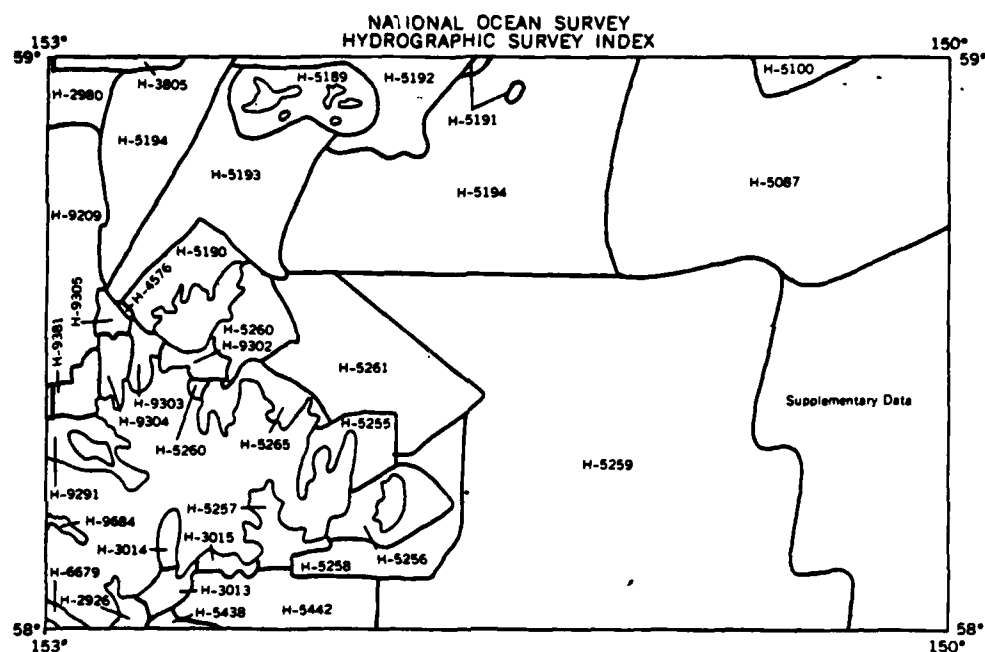 NATIONAL OCEAN SURVEY
HYDROGRAPHIC SURVEY INDEX
153°
150°
59°
59°
H-2980
H-3805
H-5189
H-5192
H-5100
H-5191
H-5194
H-5193
H-5194
H-5087
H-9209
H-5190
H-4576
H-9305
H-9381
H-5260
H-9302
H-5261
H-9303
H-9304
H-5260
H-5265
H-5255
Supplementary Data
H-5259
H-9291
H-5257
H-9684
H-3014
H-3015
H-5258
H-5256
H-6679
H-2926
H-3013
H-5438
H-5442
58°
58°
153°
150°